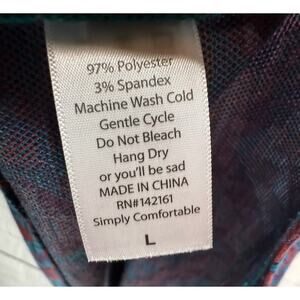 97% Polyester
3% Spandex
Machine Wash Cold
Gentle Cycle
Do Not Bleach
Hang Dry
or you'll be sad
MADE IN CHINA
RN#142161
Simply Comfortable
L